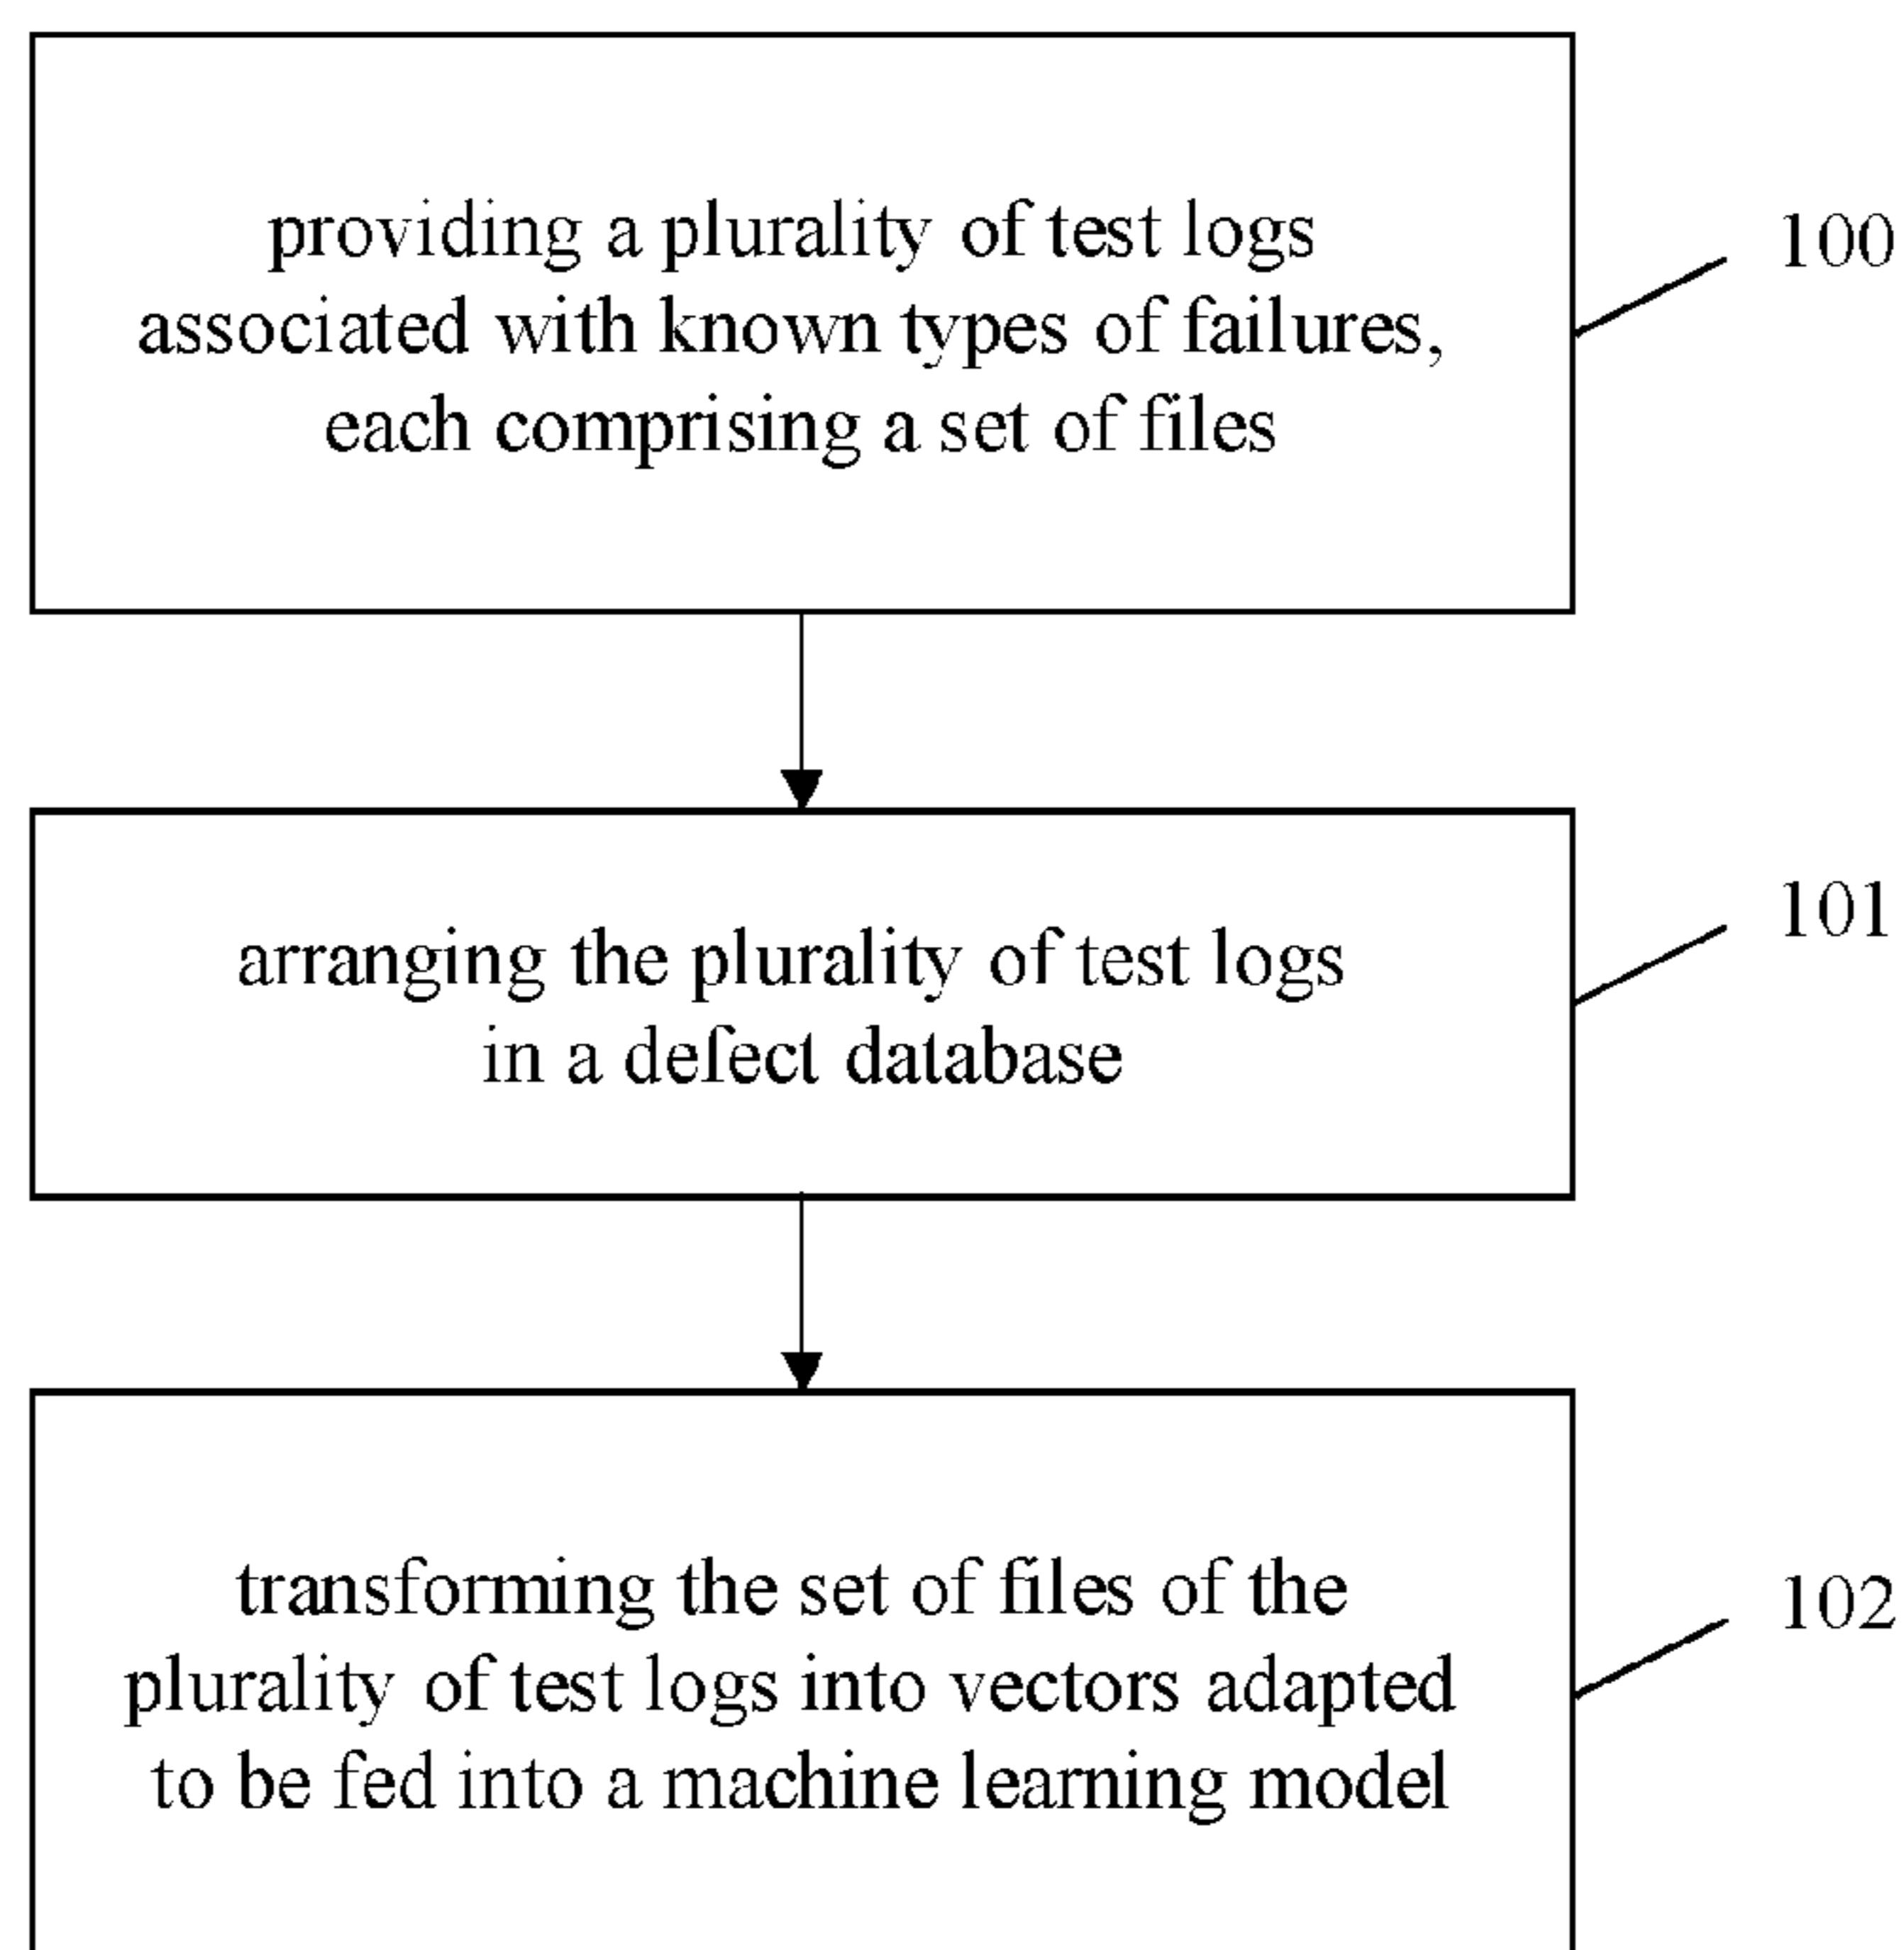 providing a plurality of test logs
associated with known types of failures,
each comprising a set of files
100
arranging the plurality of test logs
in a defect database
101
transforming the set of files of the
plurality of test logs into vectors adapted
to be fed into a machine learning model
102